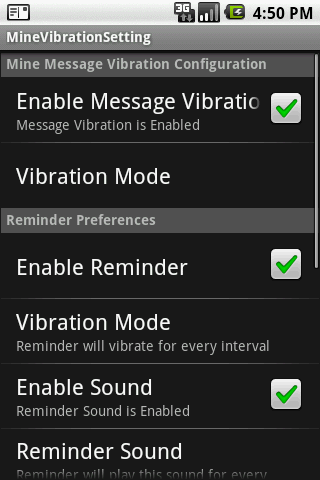 3G 4:50 PM
MineVibrationSetting
Mine Message Vibration Configuration
Enable Message Vibratio
Message Vibration is Enabled
Vibration Mode
Reminder Preferences
Enable Reminder
Vibration Mode
Reminder will vibrate for every interval
Enable Sound
Reminder Sound is Enabled
Reminder Sound
Reminder will play this sound for every